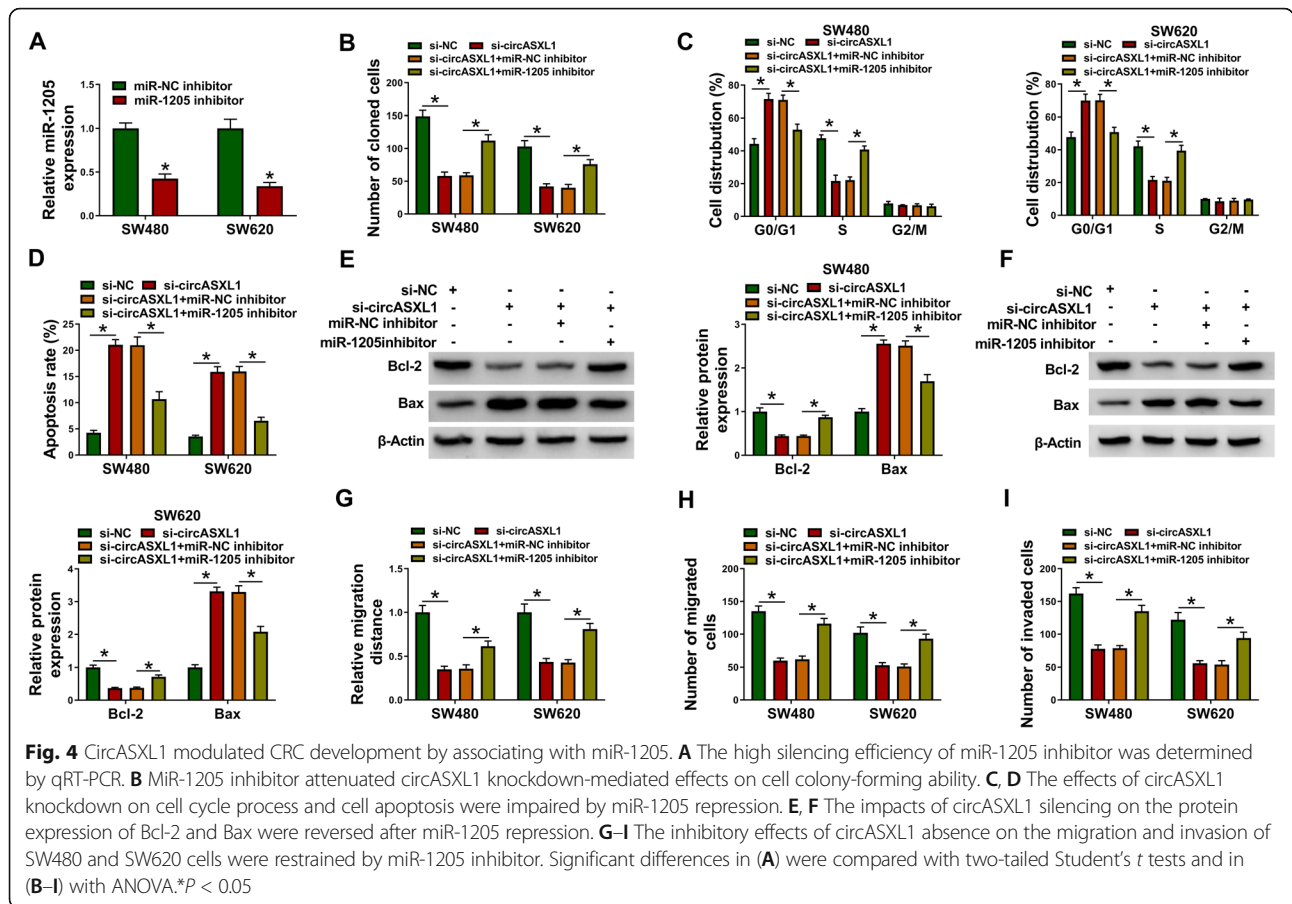 A
miR-NC inhibitor
miR-1205 inhibitor
Relative miR-1205
expression
1.5
1.0
0.5
0.0
*
*
SW480
SW620
B
si-NC si-circASXL1
si-circASXL1+miR-NC inhibitor
si-circASXL1+miR-1205 inhibitor
Number of cloned cells
200
150
100
50
0
*
*
*
*
SW480
SW620
C
SW480
si-NC si-circASXL1
si-circASXL1+miR-NC inhibitor
si-circASXL1+miR-1205 inhibitor
Cell distrubution (%)
80
60
40
20
0
*
*
*
*
G0/G1
S
G2/M
SW620
si-NC si-circASXL1
si-circASXL1+miR-NC inhibitor
si-circASXL1+miR-1205 inhibitor
Cell distrubution (%)
80
60
40
20
0
*
*
*
*
G0/G1
S
G2/M
D
si-NC si-circASXL1
si-circASXL1+miR-NC inhibitor
si-circASXL1+miR-1205 inhibitor
Apoptosis rate (%)
25
20
15
10
5
0
*
*
*
*
SW480
SW620
E
si-NC + - - -
si-circASXL1 - + + +
miR-NC inhibitor - - + -
miR-1205inhibitor - - - +
Bcl-2
Bax
β-Actin
SW480
si-NC si-circASXL1
si-circASXL1+miR-NC inhibitor
si-circASXL1+miR-1205 inhibitor
Relative protein
expression
3
2
1
0
*
*
*
*
Bcl-2
Bax
F
si-NC + - - -
si-circASXL1 - + + +
miR-NC inhibitor - - + -
miR-1205 inhibitor - - - +
Bcl-2
Bax
β-Actin
SW620
si-NC si-circASXL1
si-circASXL1+miR-NC inhibitor
si-circASXL1+miR-1205 inhibitor
Relative protein
expression
4
3
2
1
0
*
*
*
*
Bcl-2
Bax
G
si-NC si-circASXL1
si-circASXL1+miR-NC inhibitor
si-circASXL1+miR-1205 inhibitor
Relative migration
distance
1.5
1.0
0.5
0.0
*
*
*
*
SW480
SW620
H
si-NC si-circASXL1
si-circASXL1+miR-NC inhibitor
si-circASXL1+miR-1205 inhibitor
Number of migrated
cells
200
150
100
50
0
*
*
*
*
SW480
SW620
I
si-NC si-circASXL1
si-circASXL1+miR-NC inhibitor
si-circASXL1+miR-1205 inhibitor
Number of invaded cells
200
150
100
50
0
*
*
*
*
SW480
SW620
Fig. 4 CircASXL1 modulated CRC development by associating with miR-1205. A The high silencing efficiency of miR-1205 inhibitor was determined
by qRT-PCR. B MiR-1205 inhibitor attenuated circASXL1 knockdown-mediated effects on cell colony-forming ability. C, D The effects of circASXL1
knockdown on cell cycle process and cell apoptosis were impaired by miR-1205 repression. E, F The impacts of circASXL1 silencing on the protein
expression of Bcl-2 and Bax were reversed after miR-1205 repression. G–I The inhibitory effects of circASXL1 absence on the migration and invasion of
SW480 and SW620 cells were restrained by miR-1205 inhibitor. Significant differences in (A) were compared with two-tailed Student's t tests and in
(B–I) with ANOVA.*P < 0.05